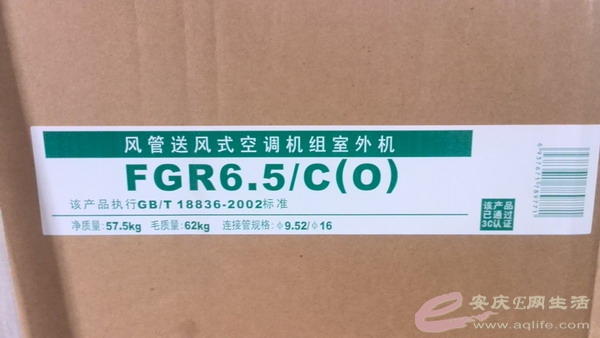 风管送风式空调机组室外机
FGR6.5/C(O)
该产品执行GB/T 18836-2002标准
净质量:57.5kg 毛质量:62kg 连接管规格:Φ9.52/Φ16
该产品
已通过
3C认证
安庆E网生活
www.aqlife.com